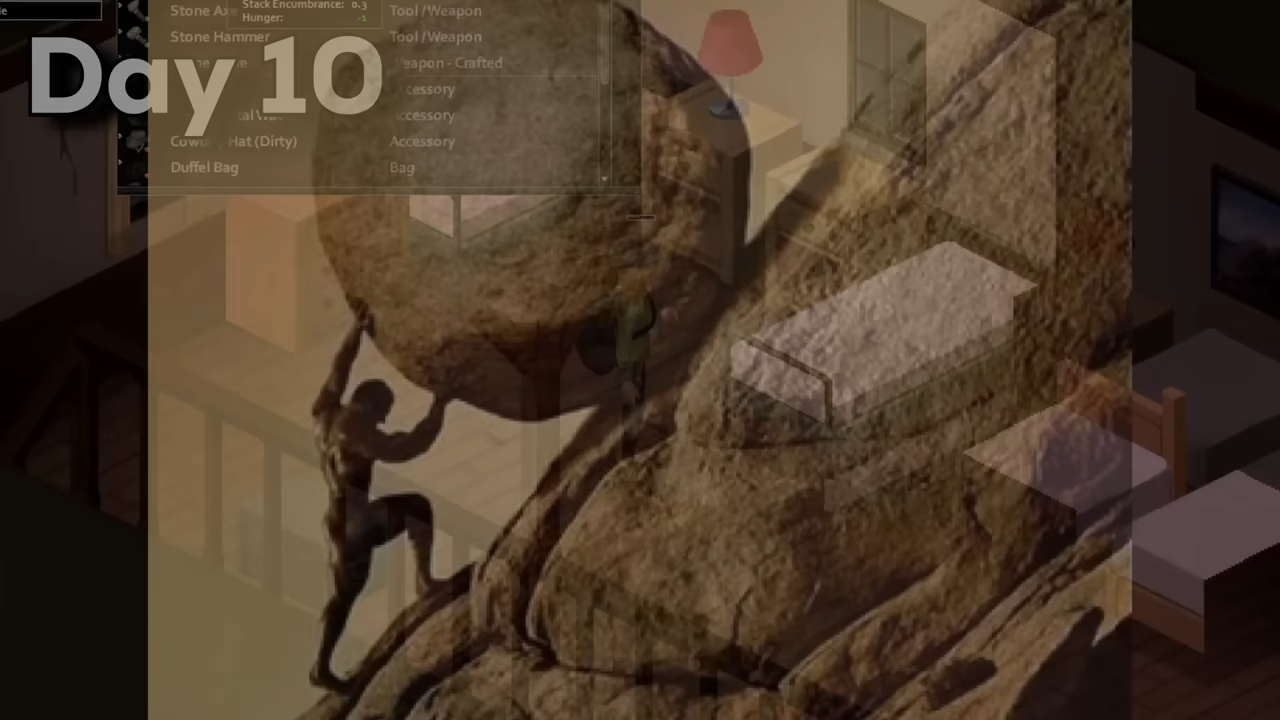 Stack Encumbrance: 0.3
Stone Axe Tool /Weapon
Hunger: -1
Stone Hammer Tool /Weapon
Day 10
Weapon - Crafted
Accessory
Accessory
Hat (Dirty) Accessory
Duffel Bag Bag